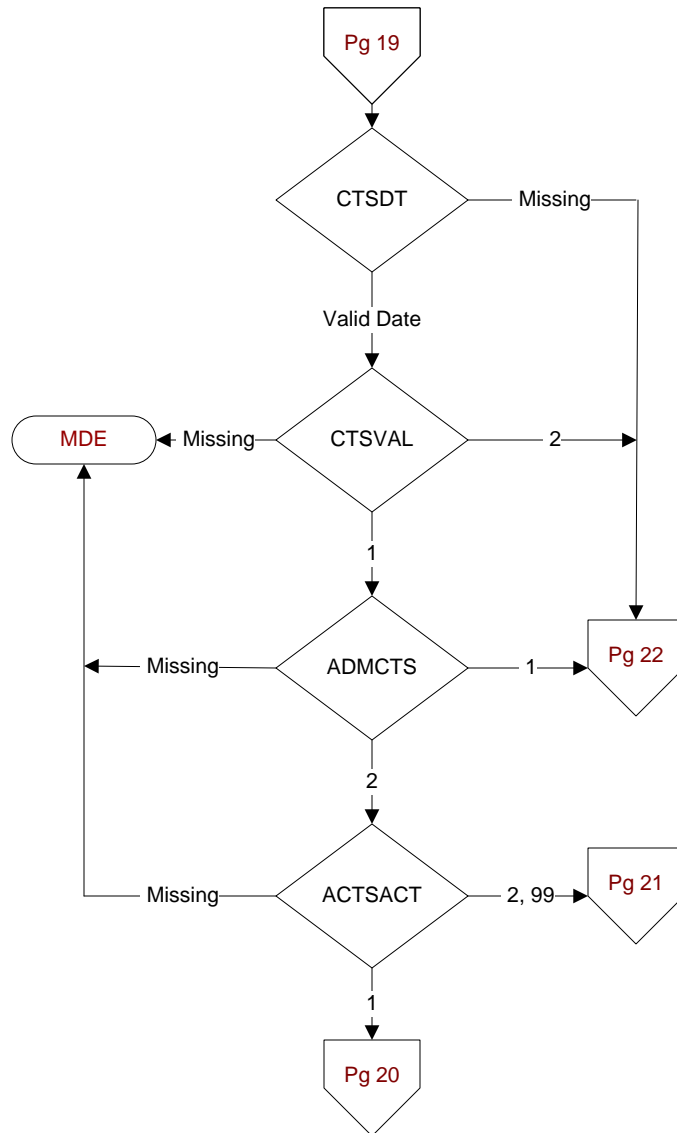 Pg 19
CTSDT
Missing
Valid Date
MDE
Missing
CTSVAL
2
1
Missing
ADMCTS
1
Pg 22
2
Missing
ACTSACT
2, 99
Pg 21
1
Pg 20